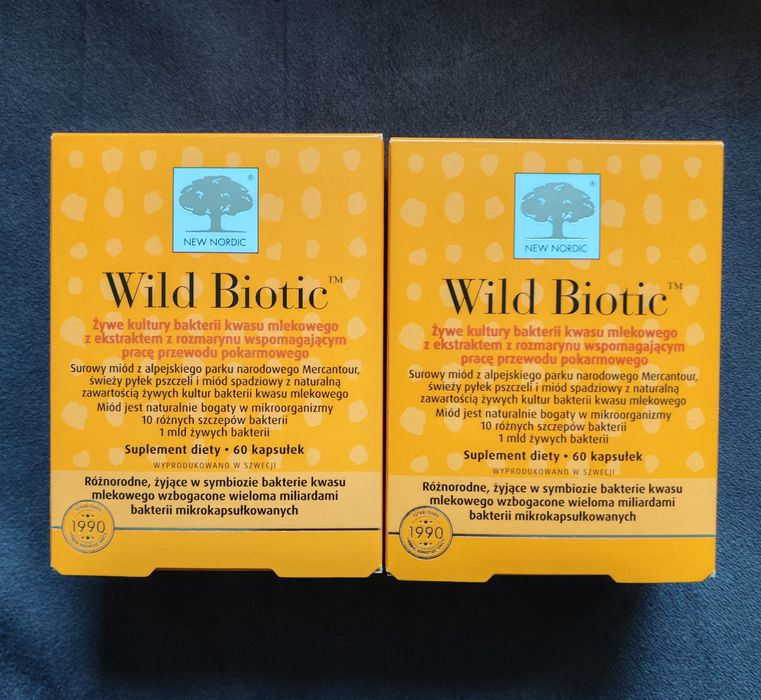 ®
NEW NORDIC
Wild Biotic™
Żywe kultury bakterii kwasu mlekowego
z ekstraktem z rozmarynu wspomagającym
pracę przewodu pokarmowego
Surowy miód z alpejskiego parku narodowego Mercantour,
świeży pyłek pszczeli i miód spadziowy z naturalną
zawartością żywych kultur bakterii kwasu mlekowego
Miód jest naturalnie bogaty w mikroorganizmy
10 różnych szczepów bakterii
1 mld żywych bakterii
Suplement diety • 60 kapsułek
WYPRODUKOWANO W SZWECJI
Różnorodne, żyjące w symbiozie bakterie kwasu
mlekowego wzbogacone wieloma miliardami
bakterii mikrokapsułkowanych
ESTABLISHED
1990
®
NEW NORDIC
Wild Biotic™
Żywe kultury bakterii kwasu mlekowego
z ekstraktem z rozmarynu wspomagającym
pracę przewodu pokarmowego
Surowy miód z alpejskiego parku narodowego Mercantour,
świeży pyłek pszczeli i miód spadziowy z naturalną
zawartością żywych kultur bakterii kwasu mlekowego
Miód jest naturalnie bogaty w mikroorganizmy
10 różnych szczepów bakterii
1 mld żywych bakterii
Suplement diety • 60 kapsułek
WYPRODUKOWANO W SZWECJI
Różnorodne, żyjące w symbiozie bakterie kwasu
mlekowego wzbogacone wieloma miliardami
bakterii mikrokapsułkowanych
ESTABLISHED
1990